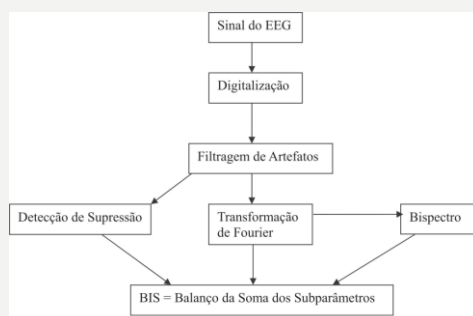 Sinal do EEG
Digitalização
Filtragem de Artefatos
Detecção de Supressão
Transformação
de Fourier
Bispectro
BIS = Balanço da Soma dos Subparâmetros